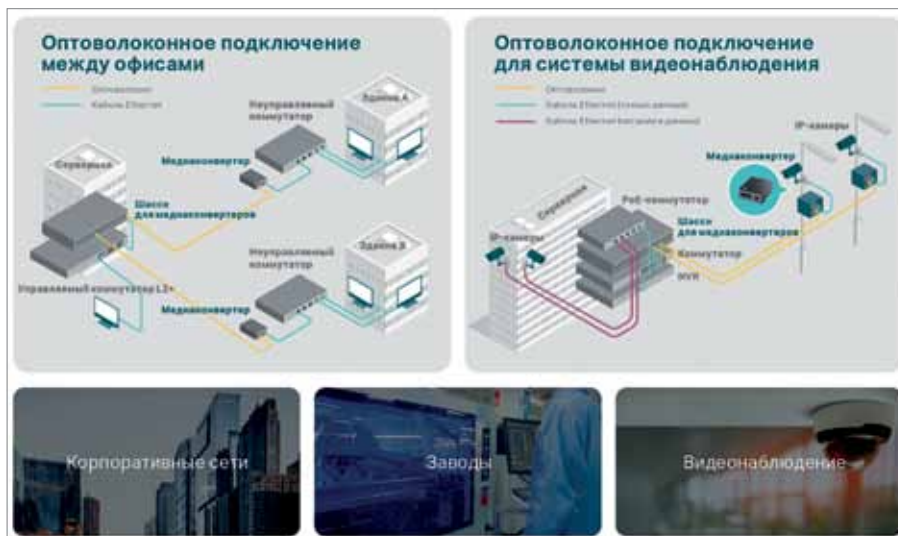 Оптоволоконное подключение
между офисами
Оптоволокно
Кабель Ethernet
Неуправляемый
коммутатор
Здание А
Медиаконвертер
Серверная
Шасси
для медиаконвертеров
Неуправляемый
коммутатор
Здание В
Управляемый коммутатор L2+
Медиаконвертер
Оптоволоконное подключение
для системы видеонаблюдения
Оптоволокно
Кабель Ethernet (только данные)
Кабель Ethernet (питание и данные)
IP-камеры
Медиаконвертер
Серверная
PoE-коммутатор
IP-камеры
Шасси
для медиаконвертеров
Коммутатор
NVR
Корпоративные сети
Заводы
Видеонаблюдение